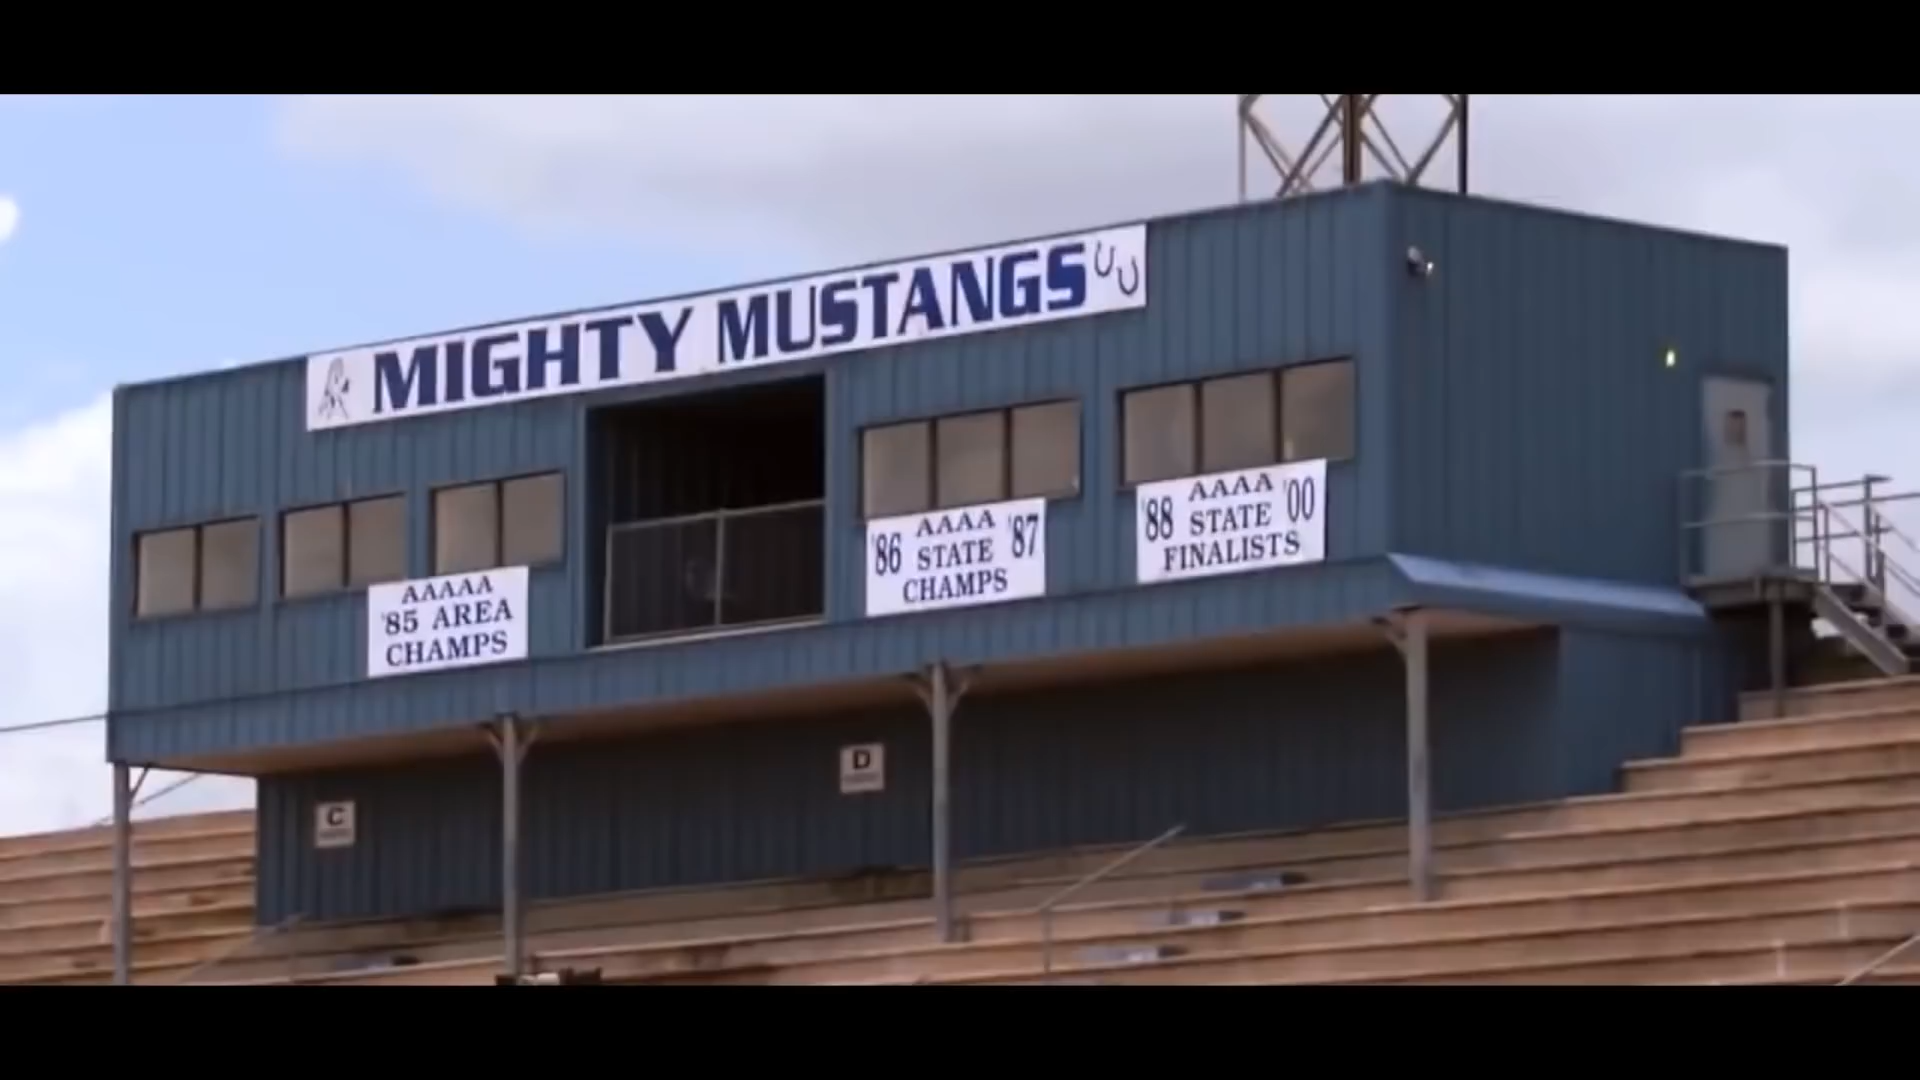 MIGHTY MUSTANGS
AAAAA
'85 AREA
CHAMPS
AAAA
'86 STATE '87
CHAMPS
AAAA
'88 STATE '00
FINALISTS
C
D